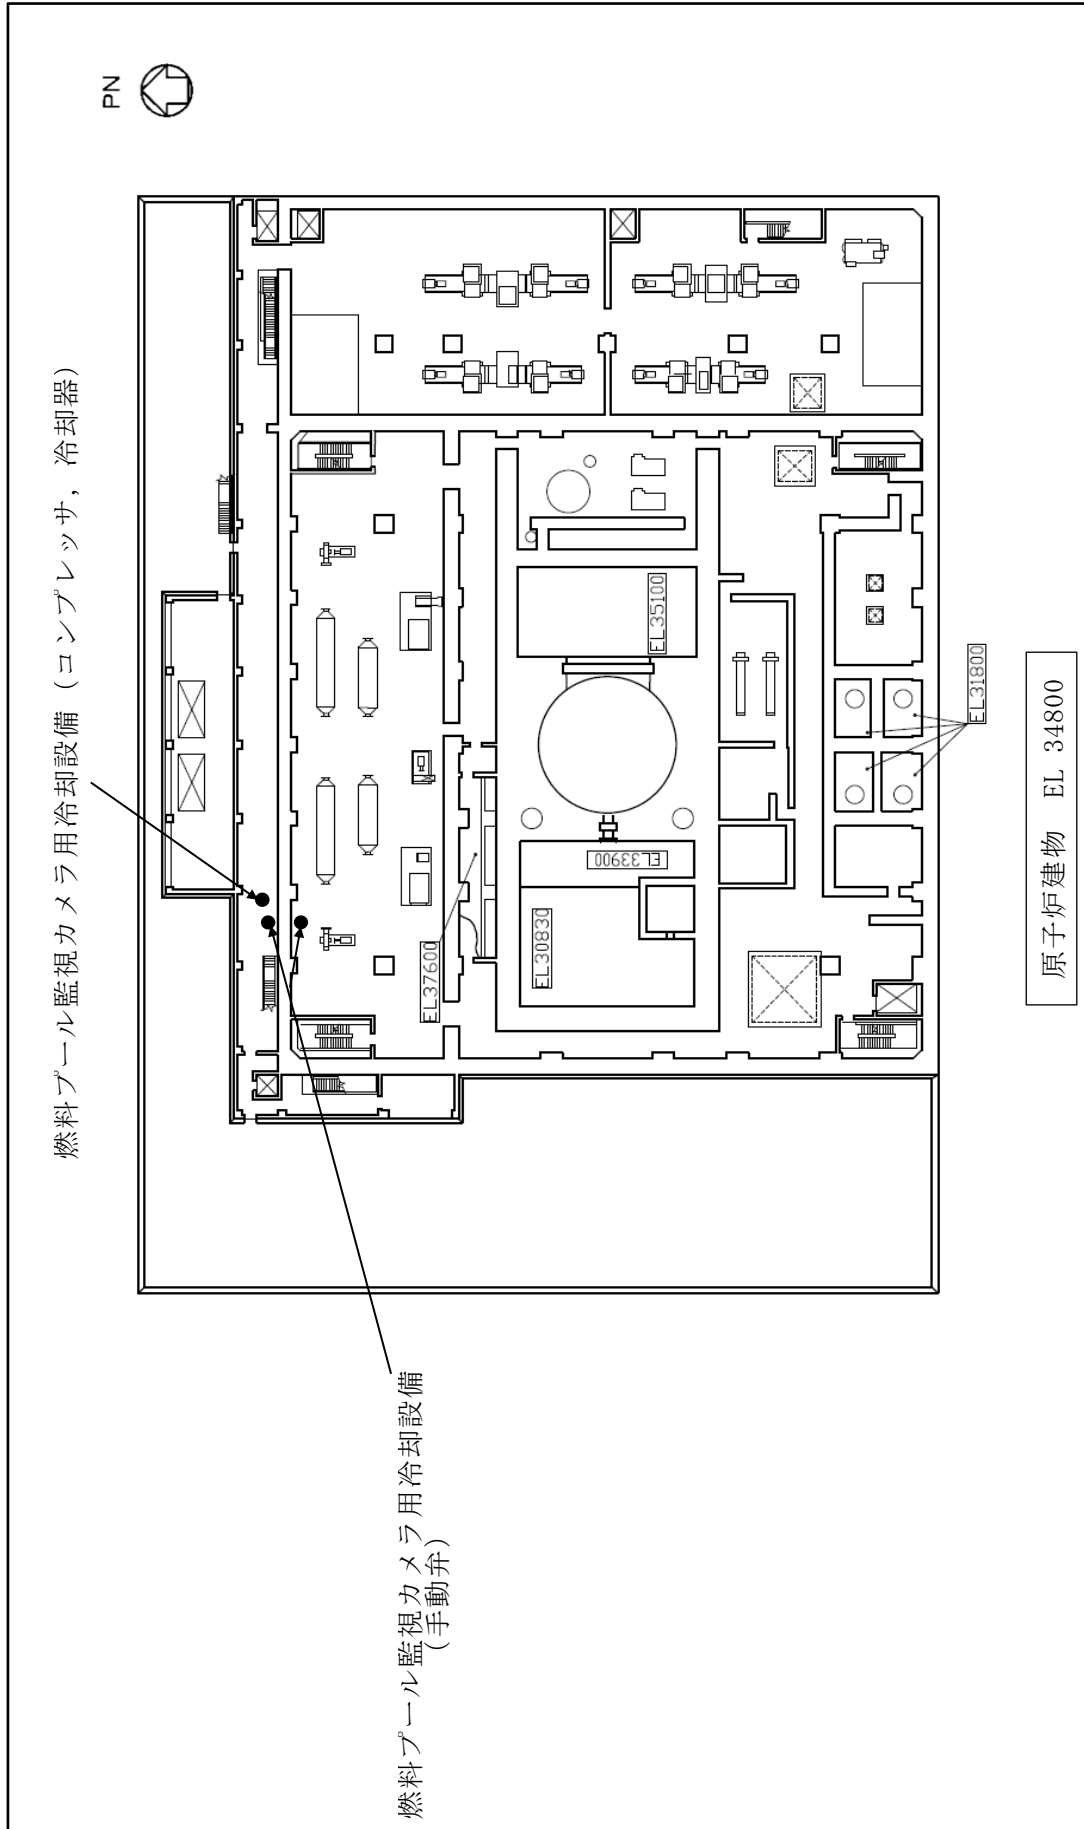 PN
燃料プール監視カメラ用冷却設備（コンプレッサ，冷却器）
燃料プール監視カメラ用冷却設備
（手動弁）
EL37600
EL30830
EL33900
EL35100
EL31800
原子炉建物　EL 34800